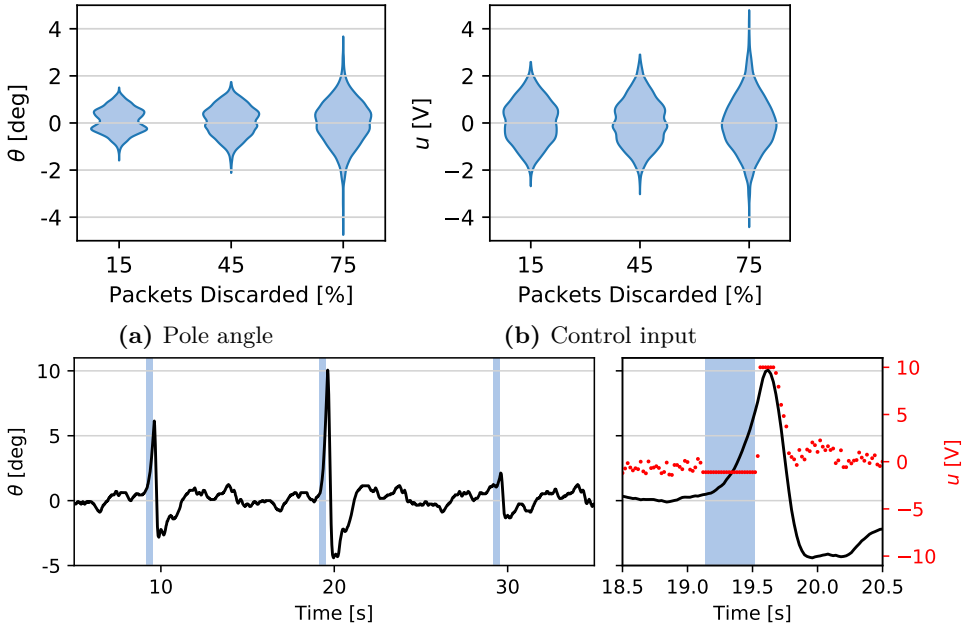 4
2
0
-2
-4
θ [deg]
15 45 75
Packets Discarded [%]
(a) Pole angle
4
2
0
−2
−4
u [V]
15 45 75
Packets Discarded [%]
(b) Control input
10
5
0
-5
θ [deg]
10 20 30
Time [s]
10
5
0
−5
−10
u [V]
18.5 19.0 19.5 20.0 20.5
Time [s]